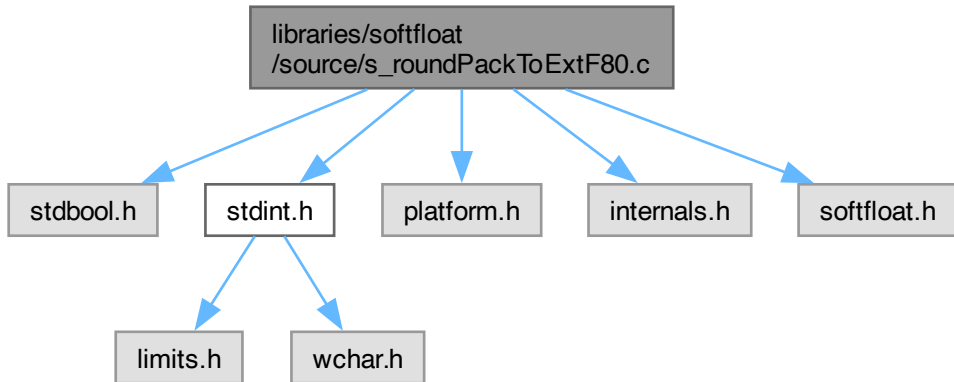 libraries/softfloat
/source/s_roundPackToExtF80.c
stdbool.h
stdint.h
platform.h
internals.h
softfloat.h
limits.h
wchar.h